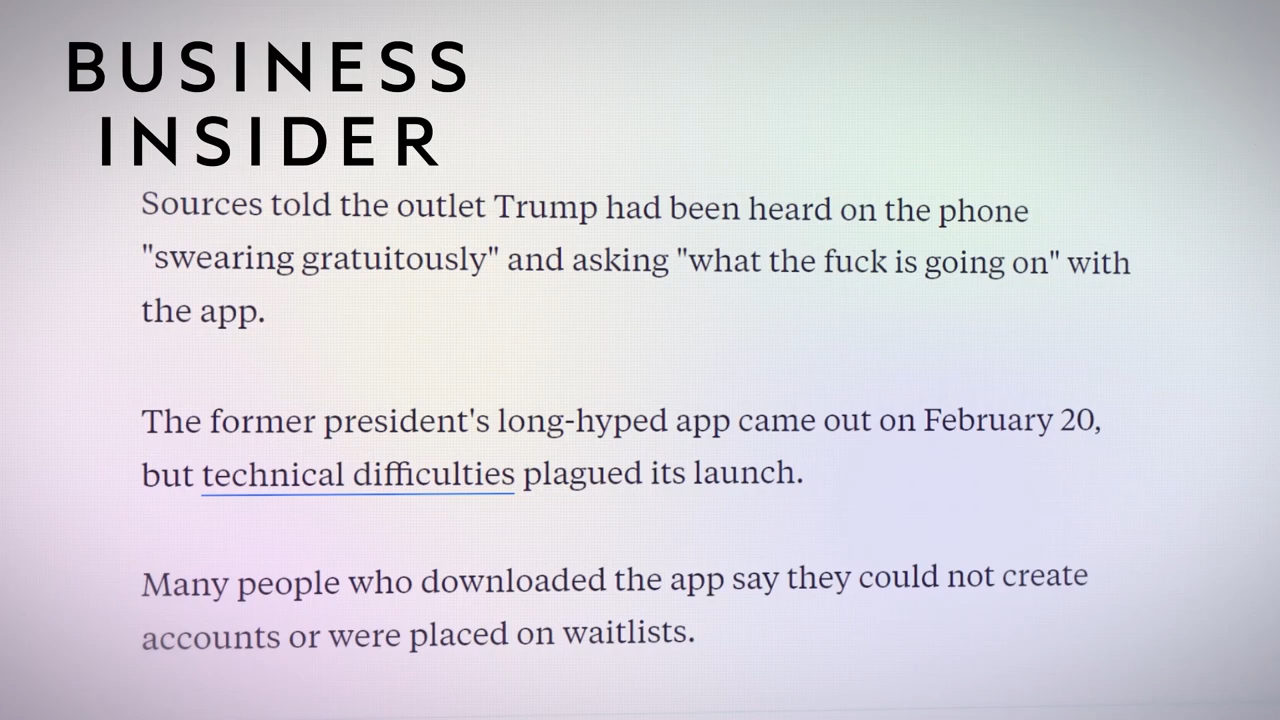 BUSINESS
INSIDER
Sources told the outlet Trump had been heard on the phone
"swearing gratuitously" and asking "what the fuck is going on" with
the app.
The former president's long-hyped app came out on February 20,
but technical difficulties plagued its launch.
Many people who downloaded the app say they could not create
accounts or were placed on waitlists.